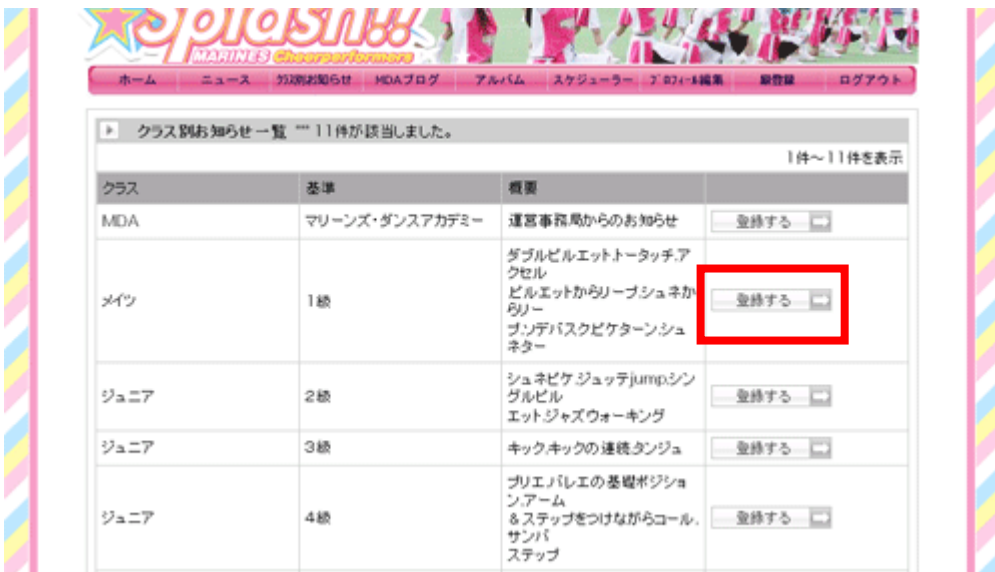 Splash!!
MARINES Cheerperformers
ホーム ニュース クラス別お知らせ MDAブログ アルバム スケジューラー プロフィール編集 級登録 ログアウト
クラス別お知らせ一覧 *** 11件が該当しました。
1件～11件を表示
クラス 基準 概要
MDA マリーンズ・ダンスアカデミー 運営事務局からのお知らせ 登録する
メイツ 1級 登録する
ダブルピルエット,トータッチ,ア
クセル
ピルエットからリープ,シュネか
らリー
プ,ソデバスクピケターン,シュ
ネター
ジュニア 2級 登録する
シュネピケ,ジュッテjump,シン
グルピル
エット,ジャズウォーキング
ジュニア 3級 キック,キックの連続,タンジュ 登録する
ジュニア 4級 登録する
プリエ,バレエの基礎ポジショ
ン,アーム
&ステップをつけながらコール,
サンバ
ステップ